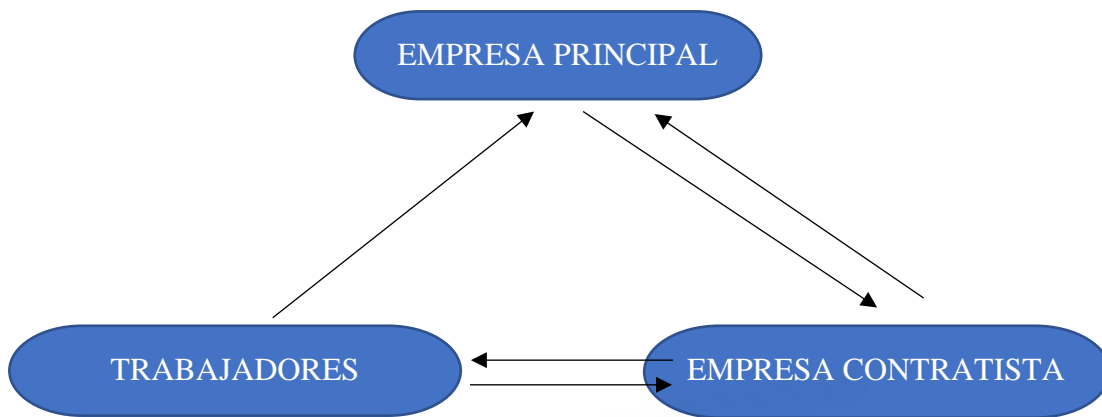 EMPRESA PRINCIPAL
TRABAJADORES
EMPRESA CONTRATISTA